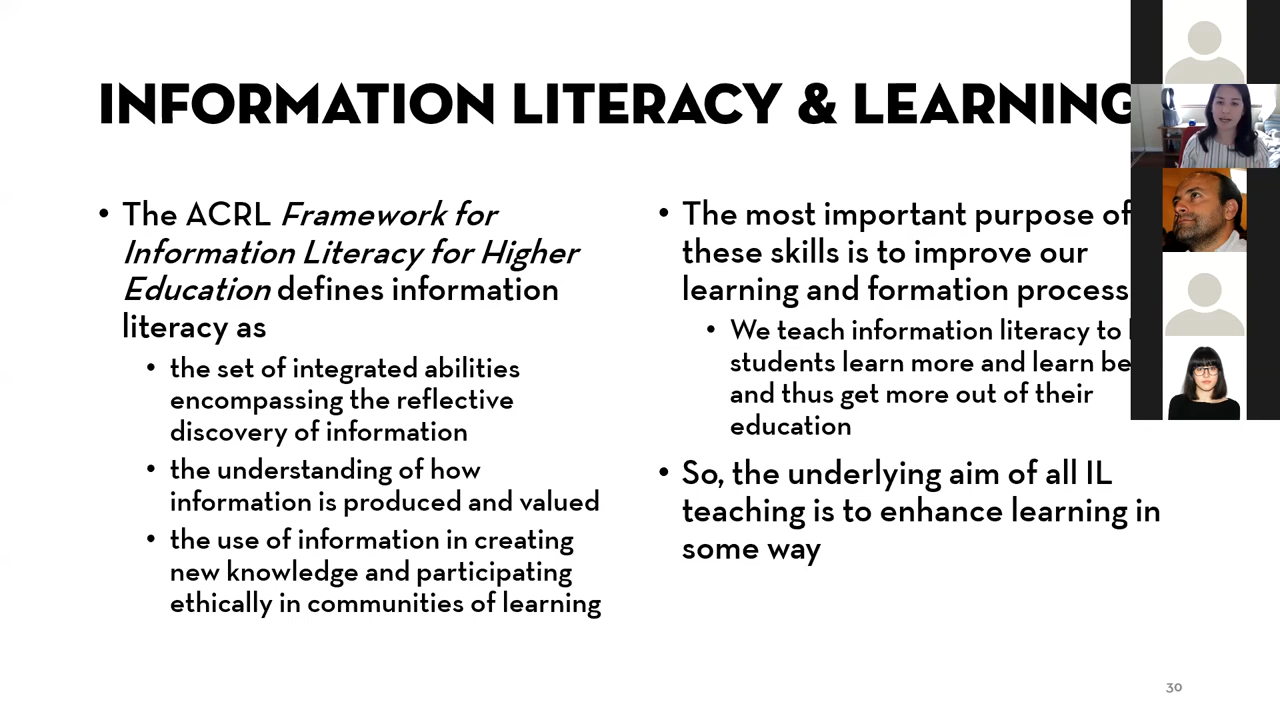 INFORMATION LITERACY & LEARNING
• The ACRL Framework for
Information Literacy for Higher
Education defines information
literacy as
• the set of integrated abilities
encompassing the reflective
discovery of information
• the understanding of how
information is produced and valued
• the use of information in creating
new knowledge and participating
ethically in communities of learning
• The most important purpose of
these skills is to improve our
learning and formation process
• We teach information literacy to
students learn more and learn
and thus get more out of their
education
• So, the underlying aim of all IL
teaching is to enhance learning in
some way
30